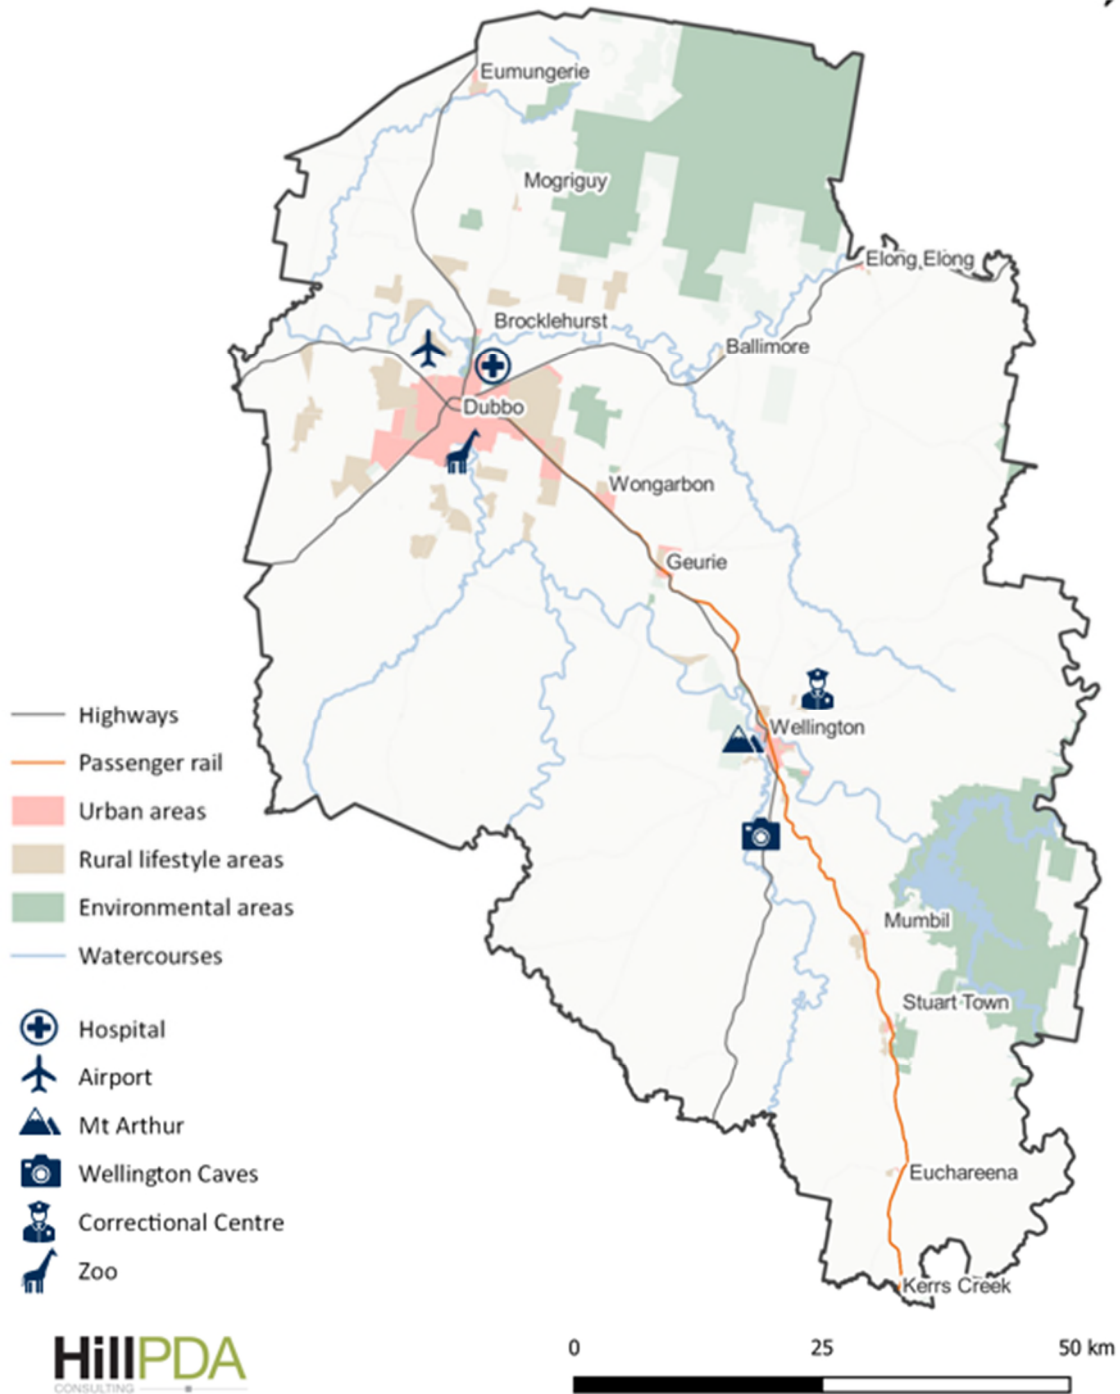 Eumungerie
Mogriguy
Elong Elong
Brocklehurst
Ballimore
Dubbo
Wongarbon
Geurie
Wellington
Mumbil
Stuart Town
Euchareena
Kerrs Creek
Highways
Passenger rail
Urban areas
Rural lifestyle areas
Environmental areas
Watercourses
Hospital
Airport
Mt Arthur
Wellington Caves
Correctional Centre
Zoo
HillPDA
CONSULTING
0 25 50 km